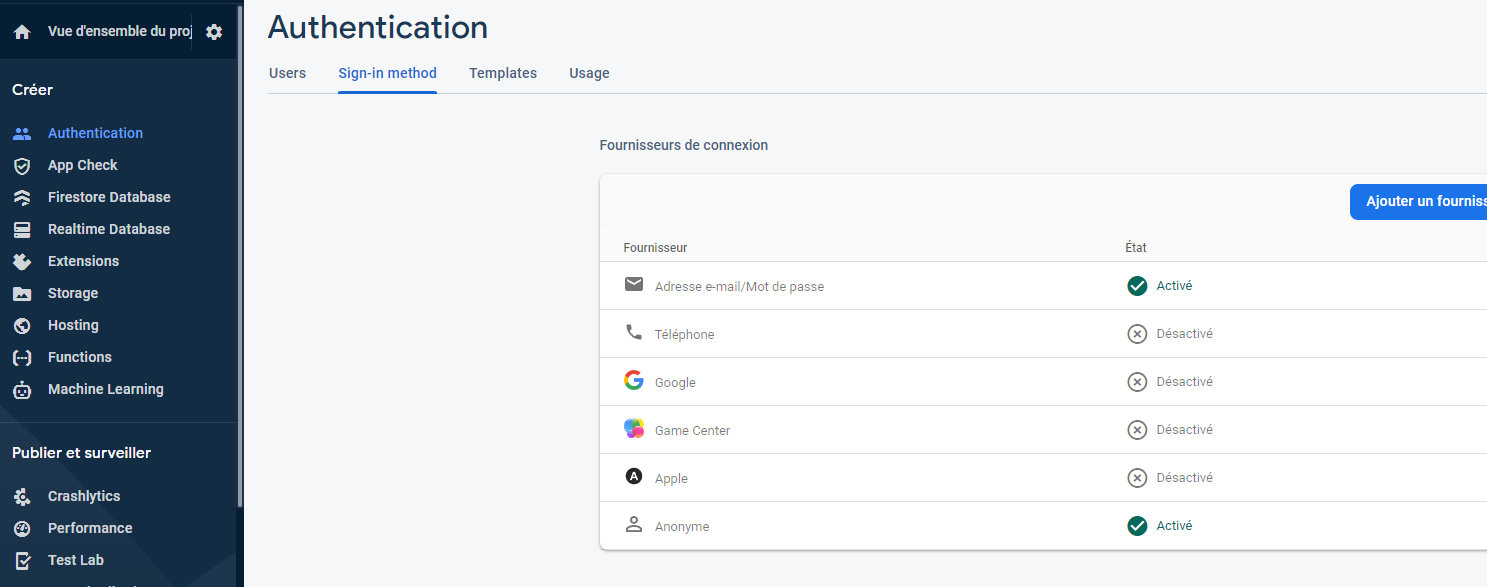 Vue d'ensemble du proj
Créer
Authentication
App Check
Firestore Database
Realtime Database
Extensions
Storage
Hosting
Functions
Machine Learning
Publier et surveiller
Crashlytics
Performance
Test Lab
Authentication
Users Sign-in method Templates Usage
Fournisseurs de connexion
Ajouter un fournis
Fournisseur État
Adresse e-mail/Mot de passe Activé
Téléphone Désactivé
Google Désactivé
Game Center Désactivé
Apple Désactivé
Anonyme Activé